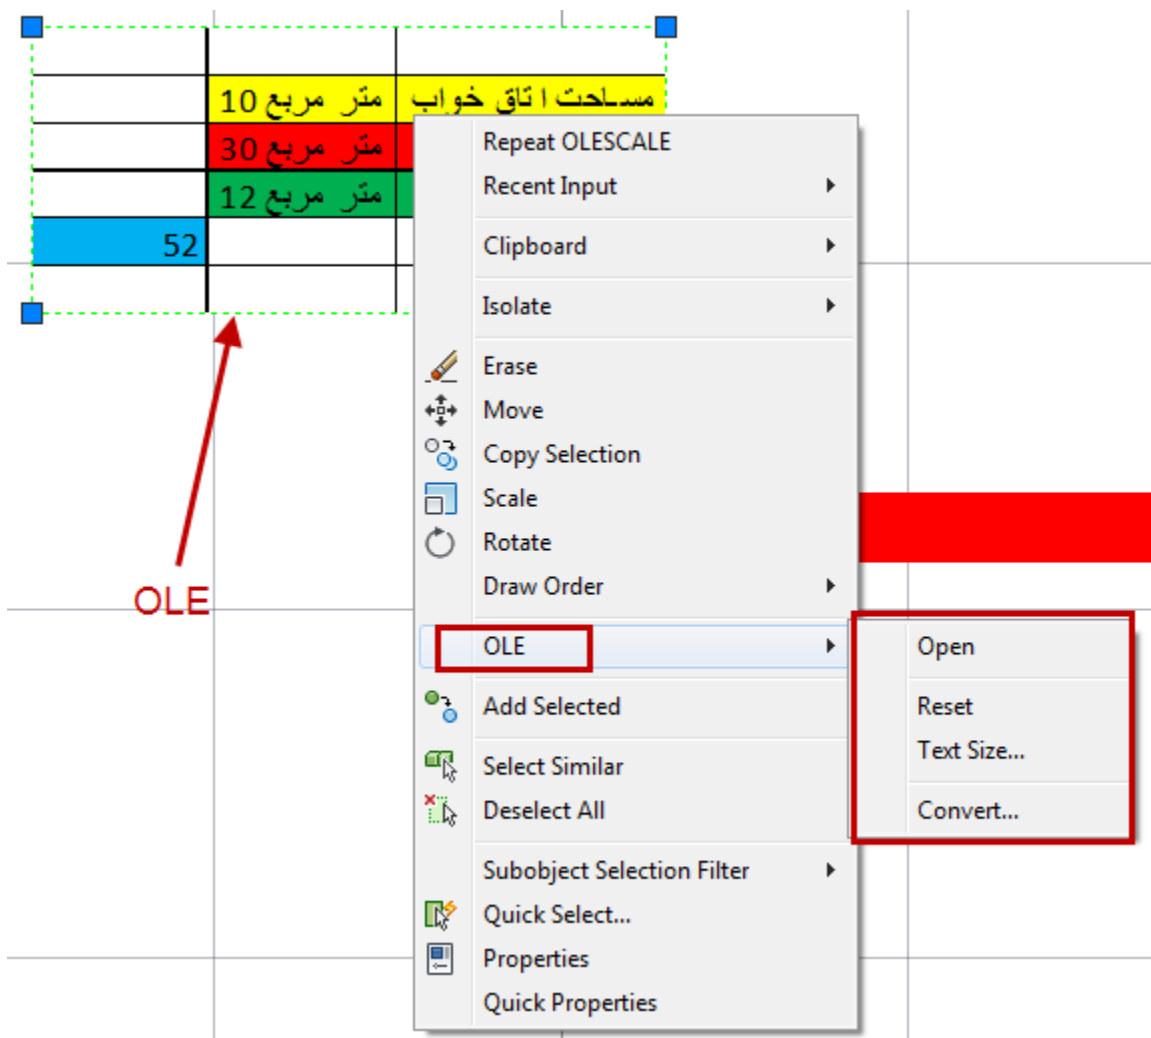 مساحت اتاق خواب متر مربع 10
متر مربع 30
متر مربع 12
52
OLE
Repeat OLESCALE
Recent Input
Clipboard
Isolate
Erase
Move
Copy Selection
Scale
Rotate
Draw Order
OLE
Add Selected
Select Similar
Deselect All
Subobject Selection Filter
Quick Select...
Properties
Quick Properties
Open
Reset
Text Size...
Convert...